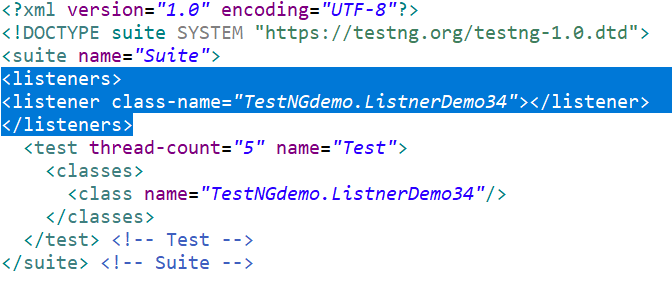 <?xml version="1.0" encoding="UTF-8"?>
<!DOCTYPE suite SYSTEM "https://testng.org/testng-1.0.dtd">
<suite name="Suite">
<listeners>
<listener class-name="TestNGdemo.ListnerDemo34"></listener>
</listeners>
  <test thread-count="5" name="Test">
    <classes>
      <class name="TestNGdemo.ListnerDemo34"/>
    </classes>
  </test> <!-- Test -->
</suite> <!-- Suite -->